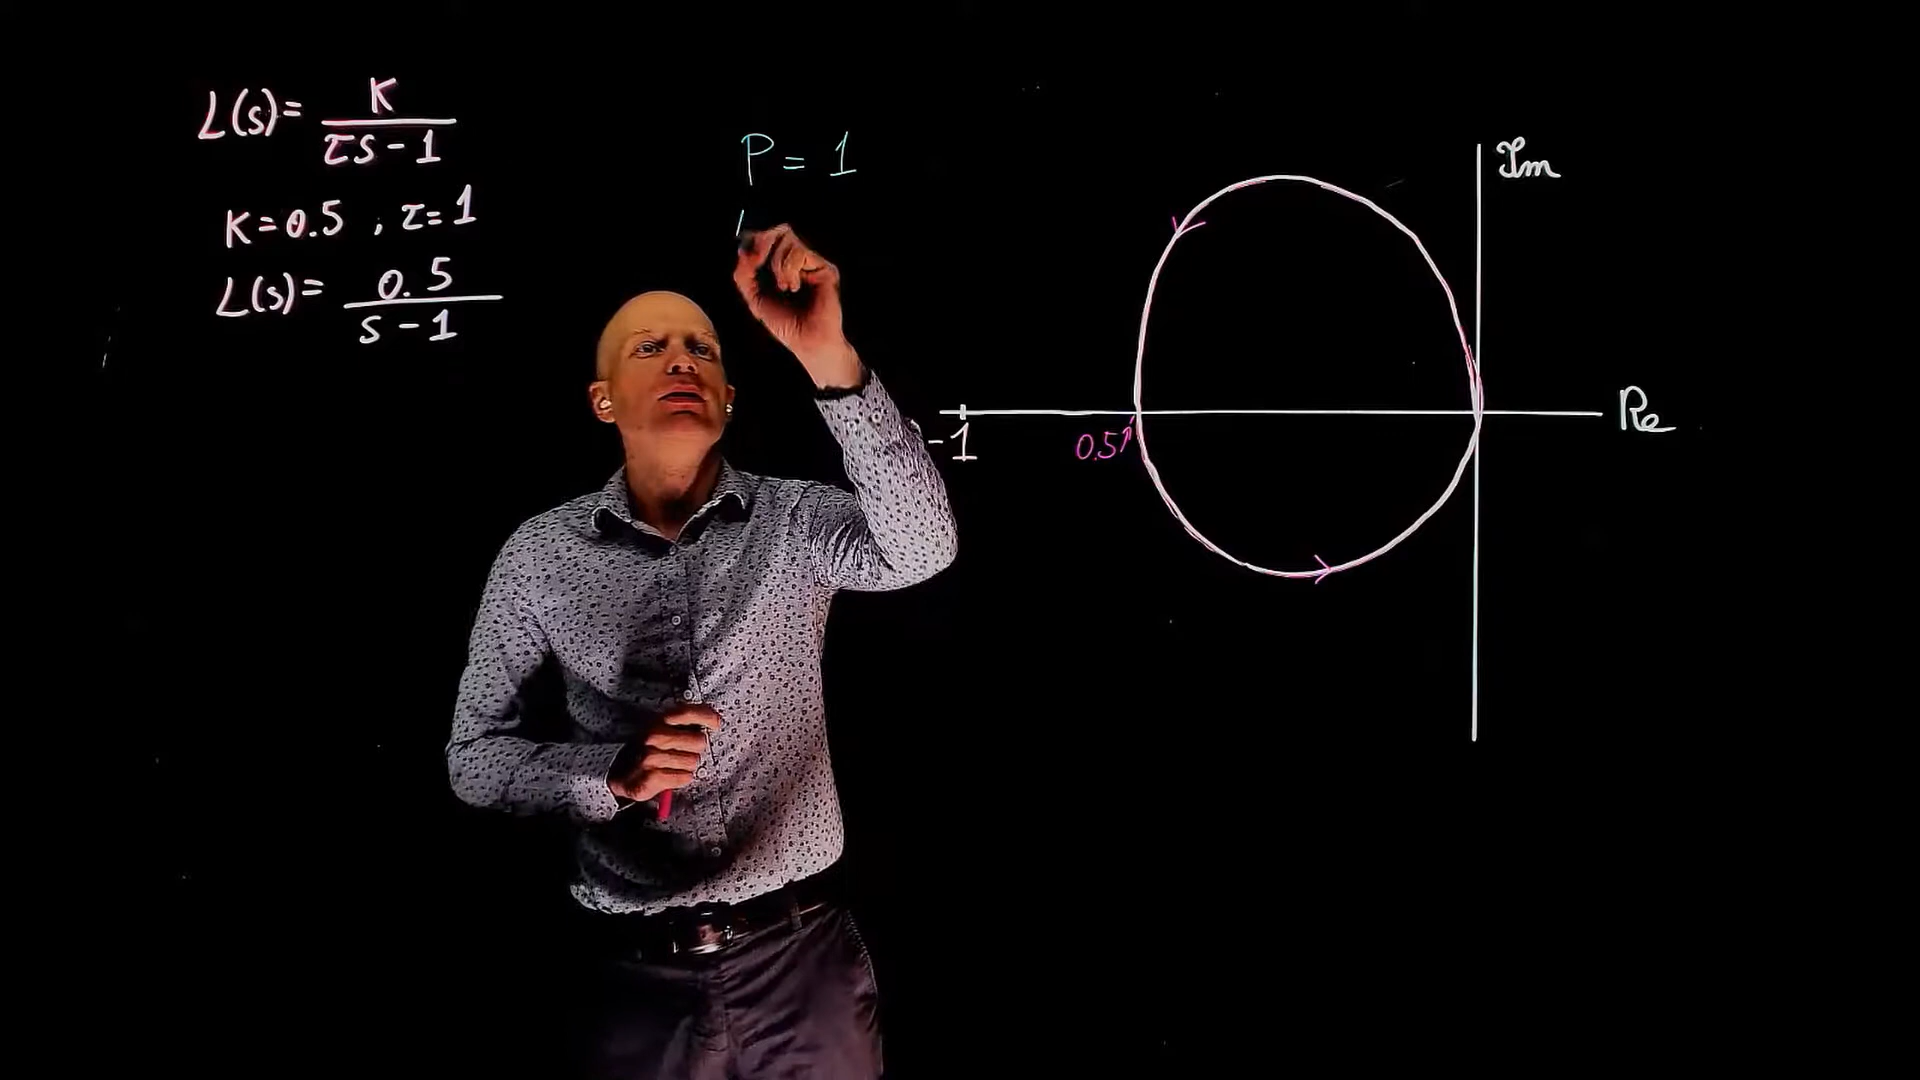 L(s) = K / τs - 1
K = 0.5 , τ = 1
L(s) = 0.5 / s - 1
P = 1
Im
Re
-1
0.5